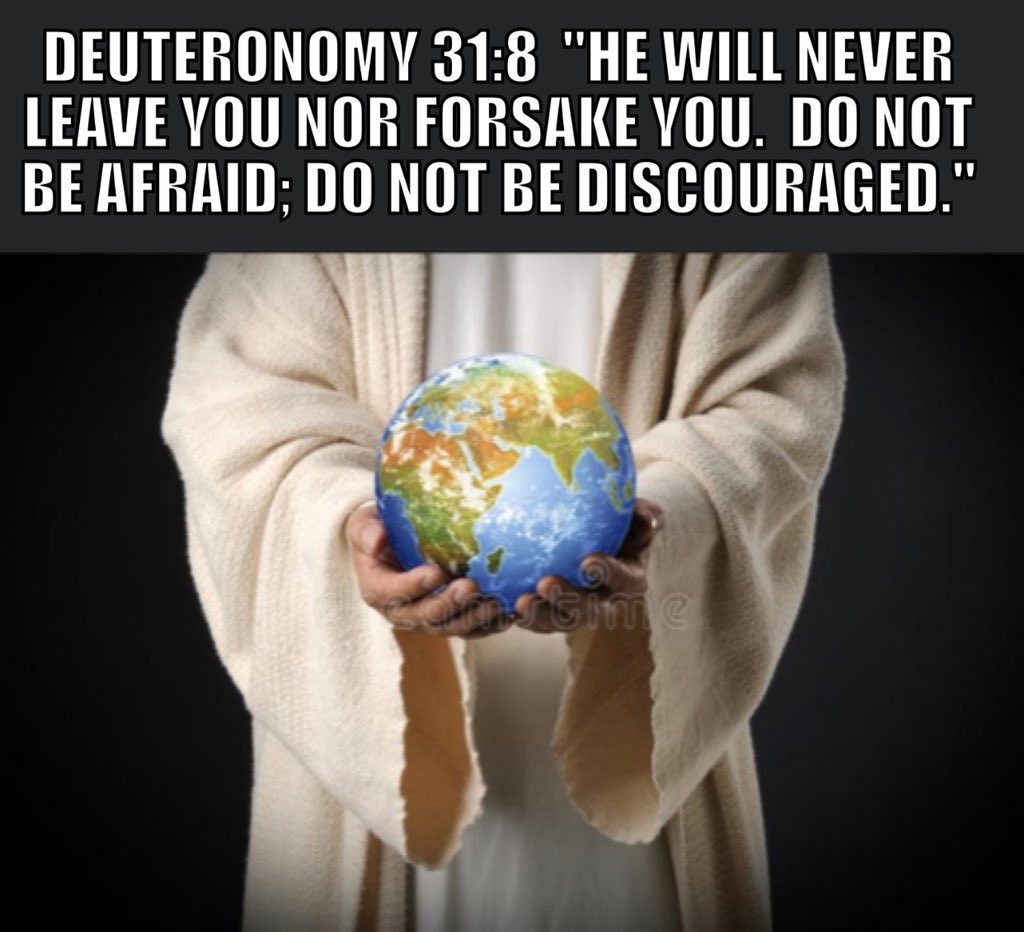 DEUTERONOMY 31:8 "HE WILL NEVER
LEAVE YOU NOR FORSAKE YOU. DO NOT
BE AFRAID; DO NOT BE DISCOURAGED."
dreamstime